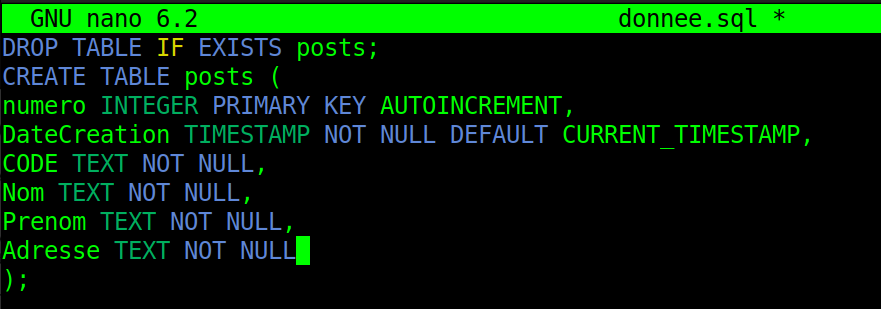 GNU nano 6.2 donnee.sql *
DROP TABLE IF EXISTS posts;
CREATE TABLE posts (
numero INTEGER PRIMARY KEY AUTOINCREMENT,
DateCreation TIMESTAMP NOT NULL DEFAULT CURRENT_TIMESTAMP,
CODE TEXT NOT NULL,
Nom TEXT NOT NULL,
Prenom TEXT NOT NULL,
Adresse TEXT NOT NULL
);